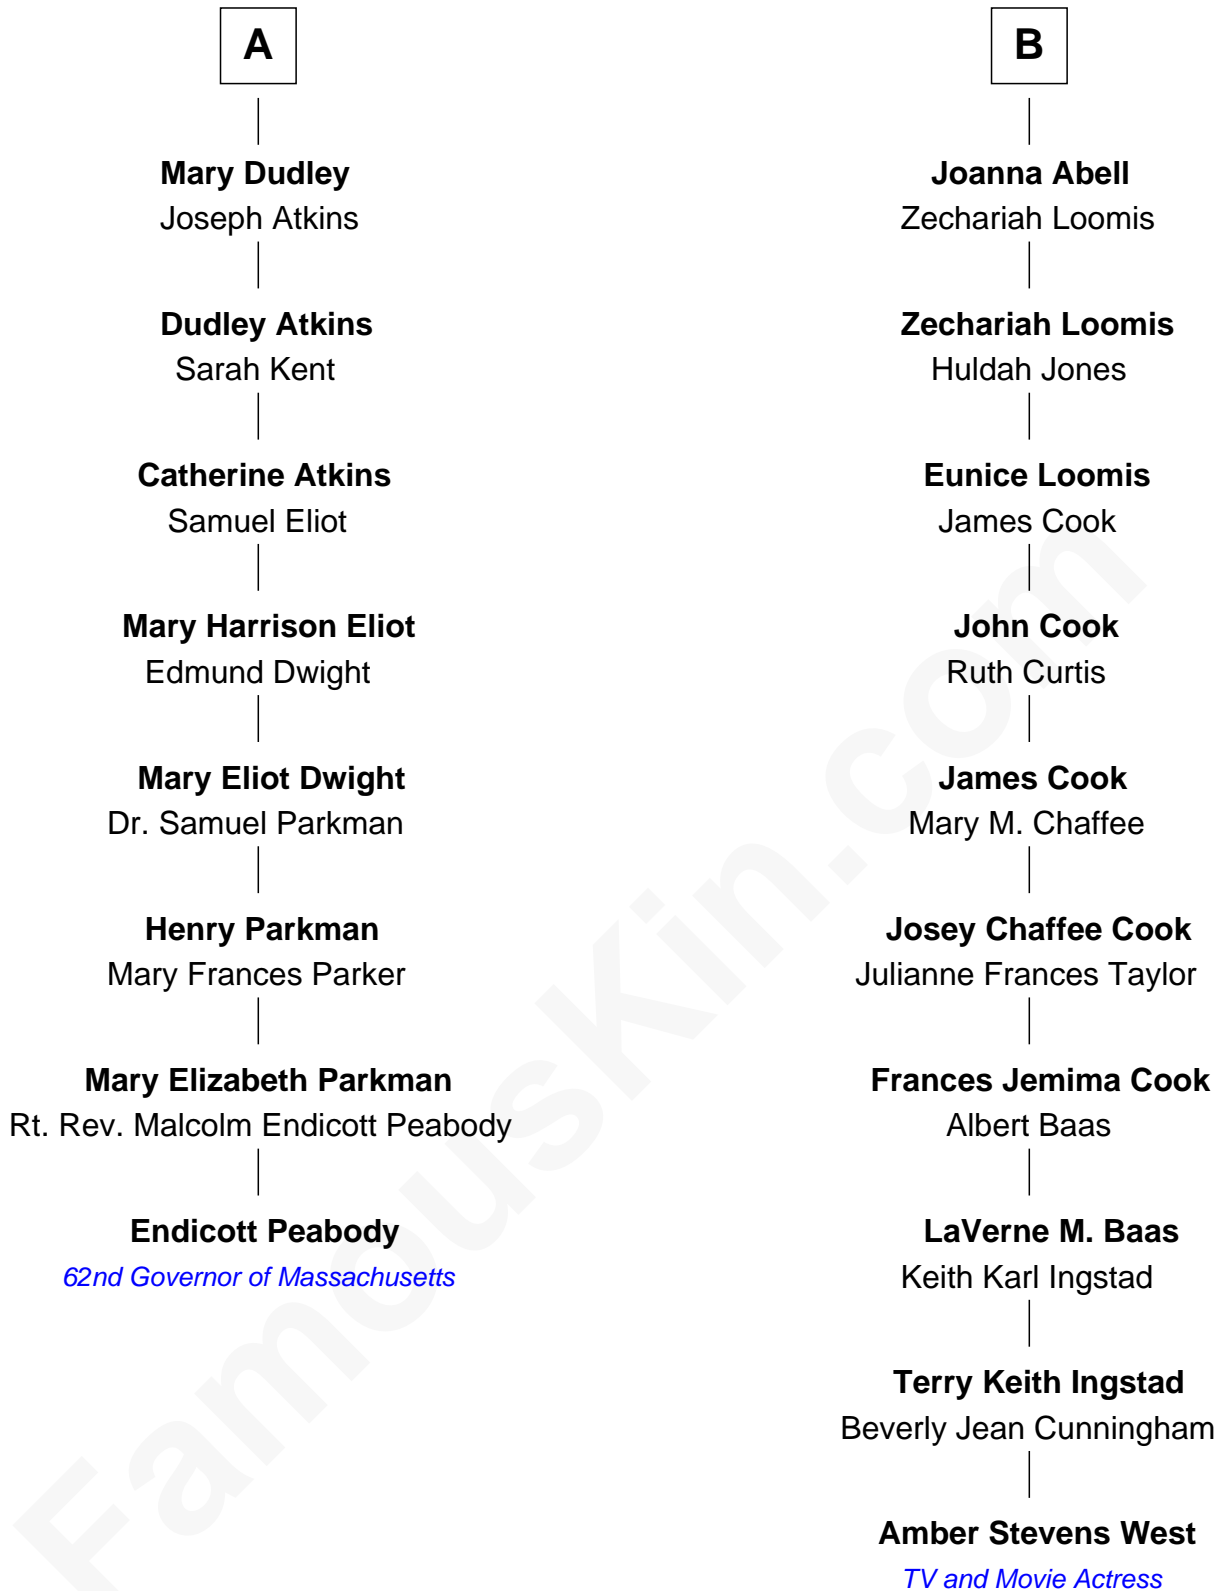 A
Mary Dudley
Joseph Atkins
Dudley Atkins
Sarah Kent
Catherine Atkins
Samuel Eliot
Mary Harrison Eliot
Edmund Dwight
Mary Eliot Dwight
Dr. Samuel Parkman
Henry Parkman
Mary Frances Parker
Mary Elizabeth Parkman
Rt. Rev. Malcolm Endicott Peabody
Endicott Peabody
62nd Governor of Massachusetts
B
Joanna Abell
Zechariah Loomis
Zechariah Loomis
Huldah Jones
Eunice Loomis
James Cook
John Cook
Ruth Curtis
James Cook
Mary M. Chaffee
Josey Chaffee Cook
Julianne Frances Taylor
Frances Jemima Cook
Albert Baas
LaVerne M. Baas
Keith Karl Ingstad
Terry Keith Ingstad
Beverly Jean Cunningham
Amber Stevens West
TV and Movie Actress
FamousKin.com